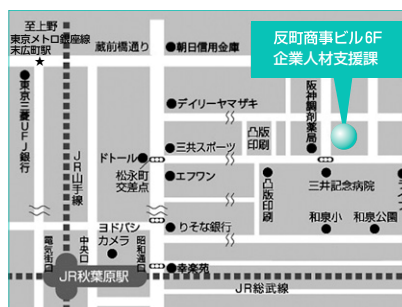 至上野
東京メトロ銀座線
末広町駅
蔵前橋通り
朝日信用金庫
反町商事ビル6F
企業人材支援課
東京三菱UFJ銀行
JR山手線
デイリーヤマザキ
凸版
印刷
阪神調剤薬局
ドトール
三共スポーツ
松永町
交差点
エフワン
凸版印刷
三井記念病院
ヨドバシ
カメラ
りそな銀行
和泉小
和泉公園
電気街口
中央口
昭和通口
JR秋葉原駅
幸楽苑
JR総武線